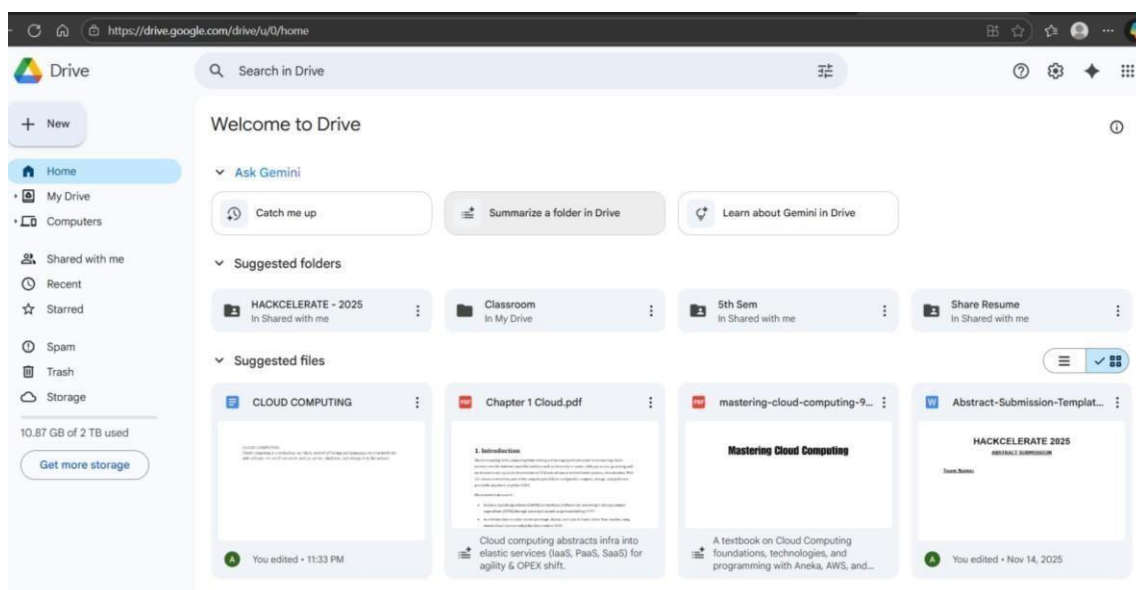 https://drive.google.com/drive/u/0/home
Drive
Search in Drive
New
Welcome to Drive
Home
My Drive
Computers
Shared with me
Recent
Starred
Spam
Trash
Storage
10.87 GB of 2 TB used
Get more storage
Ask Gemini
Catch me up
Summarize a folder in Drive
Learn about Gemini in Drive
Suggested folders
HACKCELERATE - 2025
In Shared with me
Classroom
In My Drive
5th Sem
In Shared with me
Share Resume
In Shared with me
Suggested files
CLOUD COMPUTING
CLOUD COMPUTING
A
You edited • 11:33 PM
PDF
Chapter 1 Cloud.pdf
1. Introduction
Cloud computing abstracts infra into
elastic services (IaaS, PaaS, SaaS) for
agility & OPEX shift.
PDF
mastering-cloud-computing-9...
Mastering Cloud Computing
A textbook on Cloud Computing
foundations, technologies, and
programming with Aneka, AWS, and...
W
Abstract-Submission-Templat...
HACKCELERATE 2025
ABSTRACT SUBMISSION
Team Name:
A
You edited • Nov 14, 2025